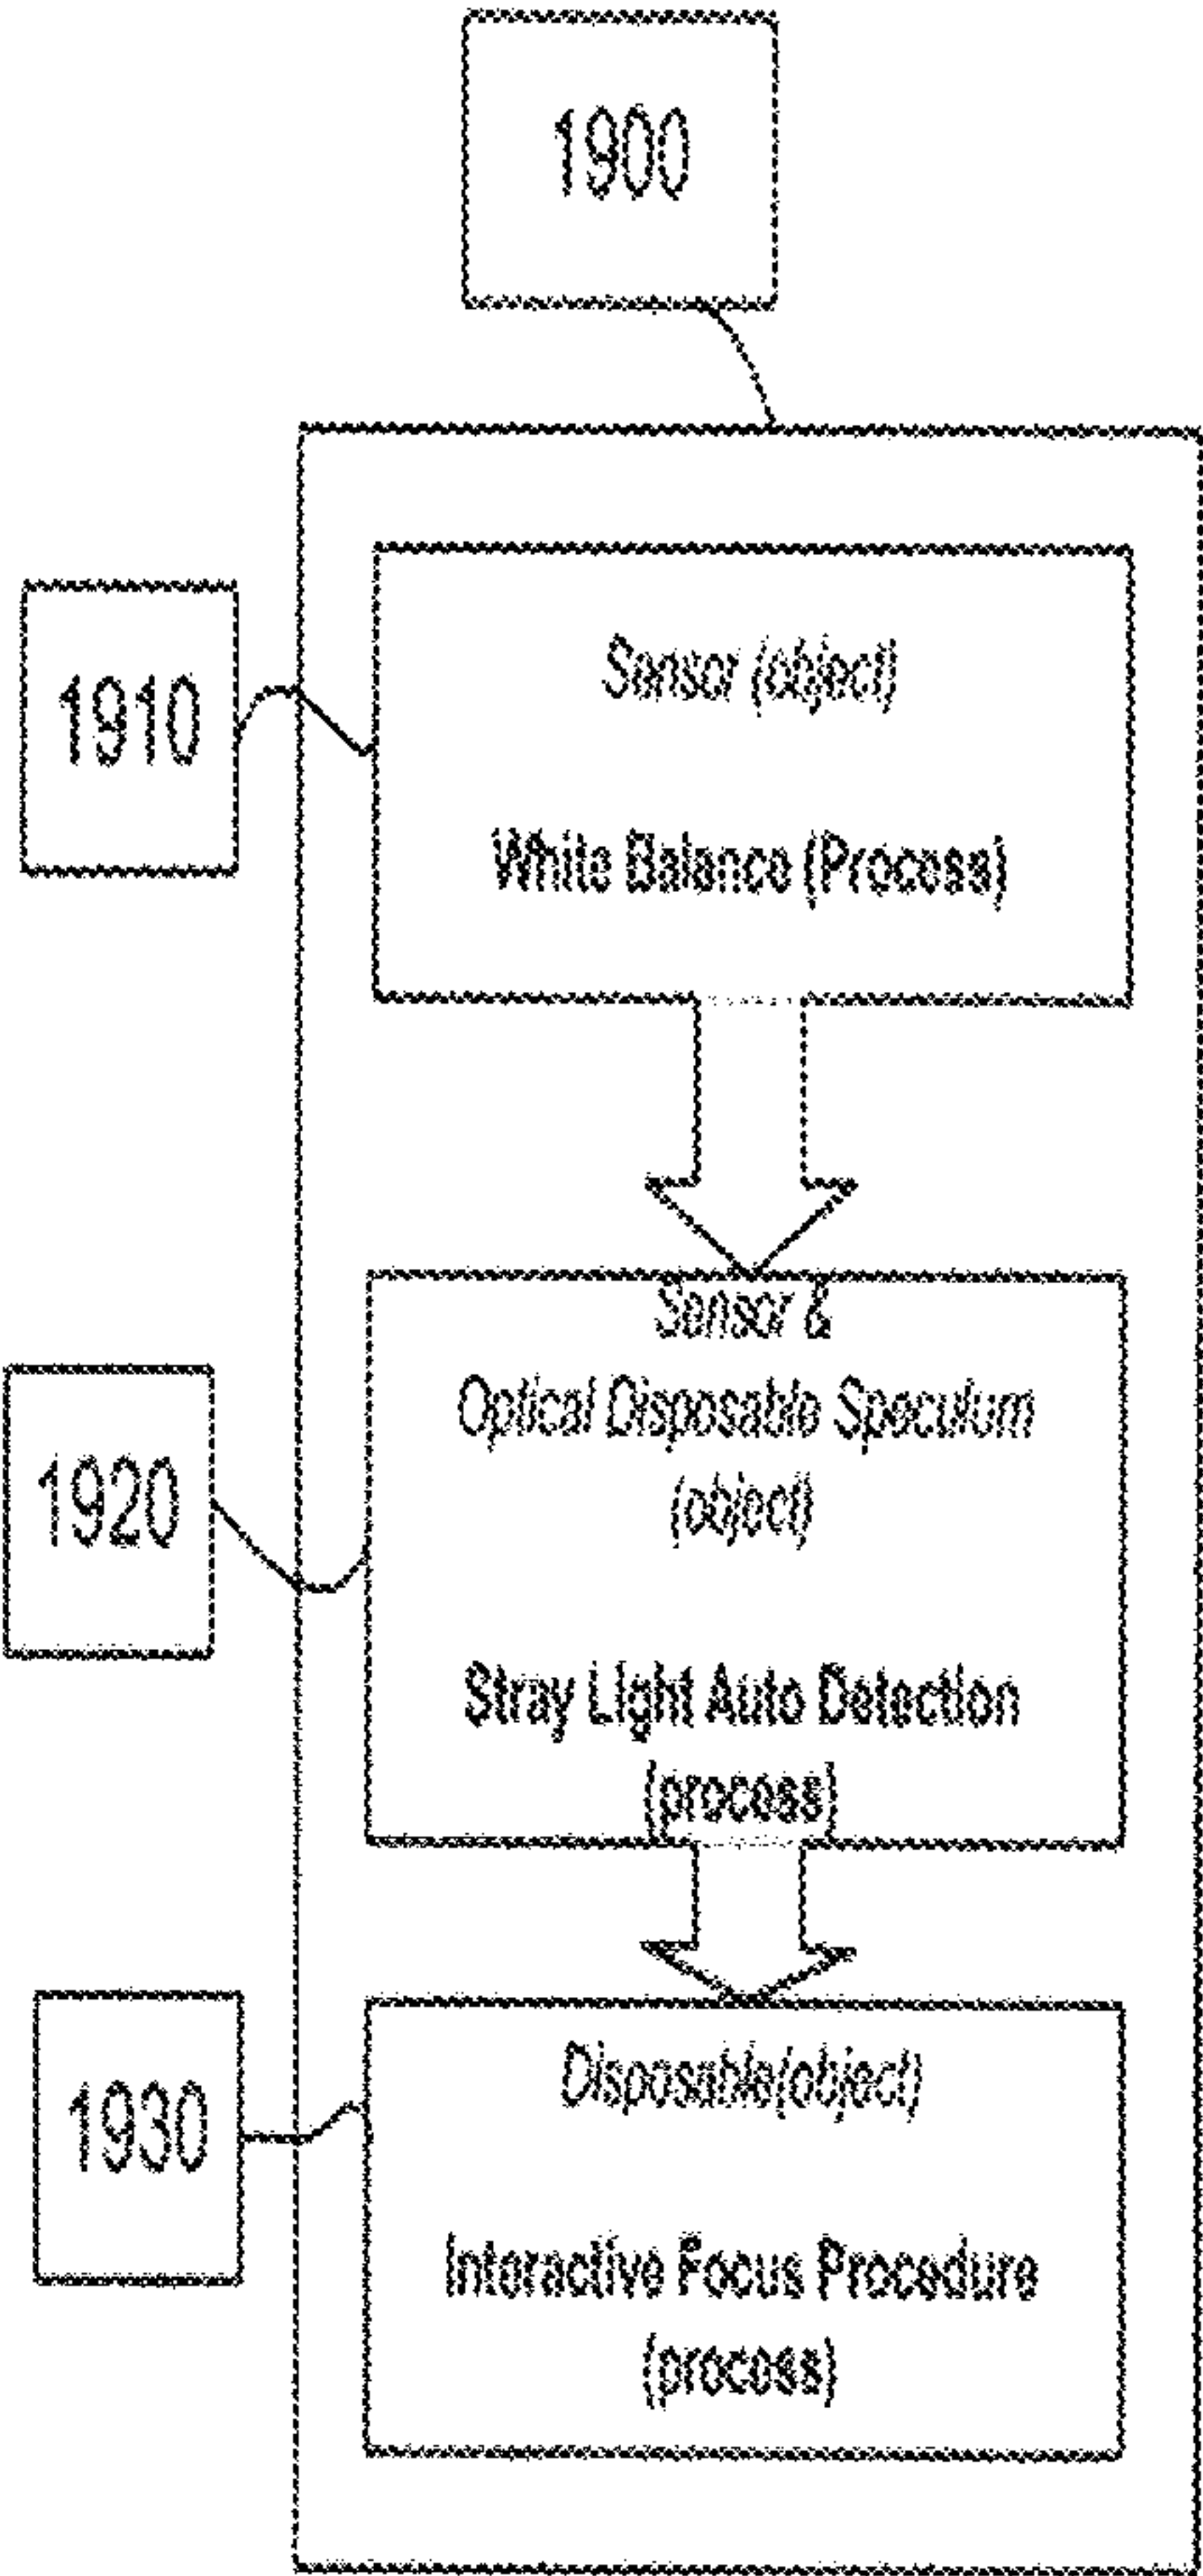 1900
1910
Sensor (object)
White Balance (Process)
1920
Sensor &
Optical Disposable Speculum
(object)
Stray Light Auto Detection
(process)
1930
Disposable(object)
Interactive Focus Procedure
(process)